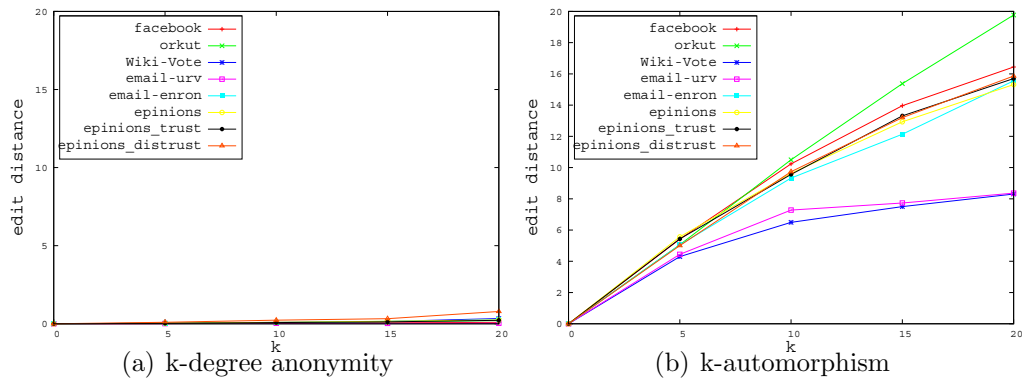 20
15
10
5
0
edit distance
facebook
orkut
Wiki-Vote
email-urv
email-enron
epinions
epinions_trust
epinions_distrust
0 5 10 15 20
k
(a) k-degree anonymity
20
18
16
14
12
10
8
6
4
2
0
edit distance
facebook
orkut
Wiki-Vote
email-urv
email-enron
epinions
epinions_trust
epinions_distrust
0 5 10 15 20
k
(b) k-automorphism